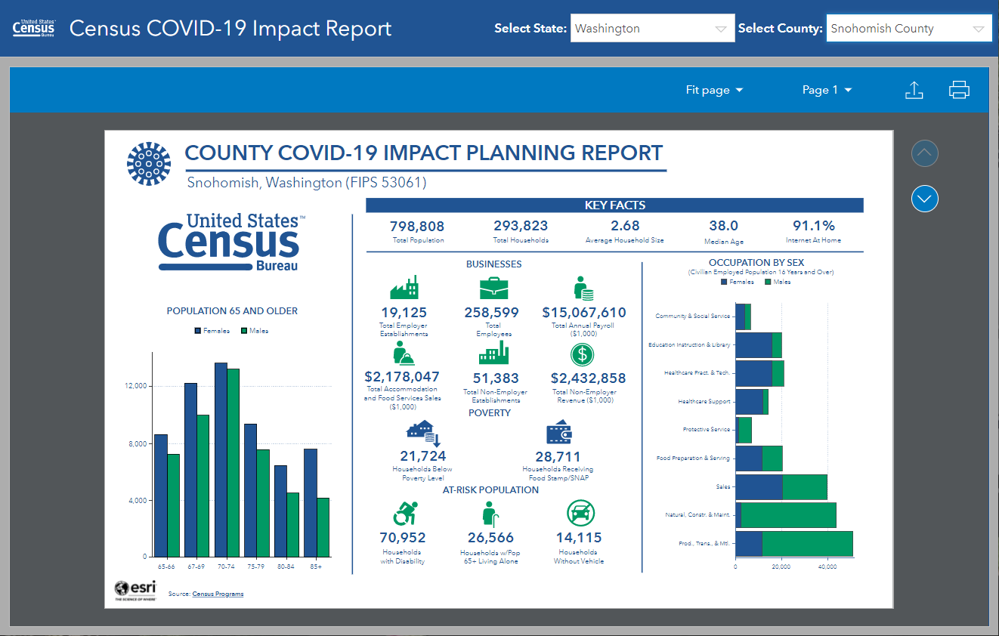 United States™
Census
Bureau
Census COVID-19 Impact Report
Select State: Washington
Select County: Snohomish County
Fit page
Page 1
COUNTY COVID-19 IMPACT PLANNING REPORT
Snohomish, Washington (FIPS 53061)
United States™
Census
Bureau
POPULATION 65 AND OLDER
Females Males
12,000
8,000
4,000
0
65-66 67-69 70-74 75-79 80-84 85+
esri
THE SCIENCE OF WHERE
Source: Census Programs
KEY FACTS
798,808
Total Population
293,823
Total Households
2.68
Average Household Size
38.0
Median Age
91.1%
Internet At Home
BUSINESSES
19,125
Total Employer
Establishments
258,599
Total
Employees
$15,067,610
Total Annual Payroll
($1,000)
$2,178,047
Total Accommodation
and Food Services Sales
($1,000)
51,383
Total Non-Employer
Establishments
$
$2,432,858
Total Non-Employer
Revenue ($1,000)
POVERTY
21,724
Households Below
Poverty Level
28,711
Households Receiving
Food Stamp/SNAP
AT-RISK POPULATION
70,952
Households
with Disability
26,566
Households w/Pop
65+ Living Alone
14,115
Households
Without Vehicle
OCCUPATION BY SEX
(Civilian Employed Population 16 Years and Over)
Females Males
Community & Social Service
Education Instruction & Library
Healthcare Pract. & Tech.
Healthcare Support
Protective Service
Food Preparation & Serving
Sales
Natural, Constr. & Maint.
Prod., Trans., & Mtl.
0 20,000 40,000